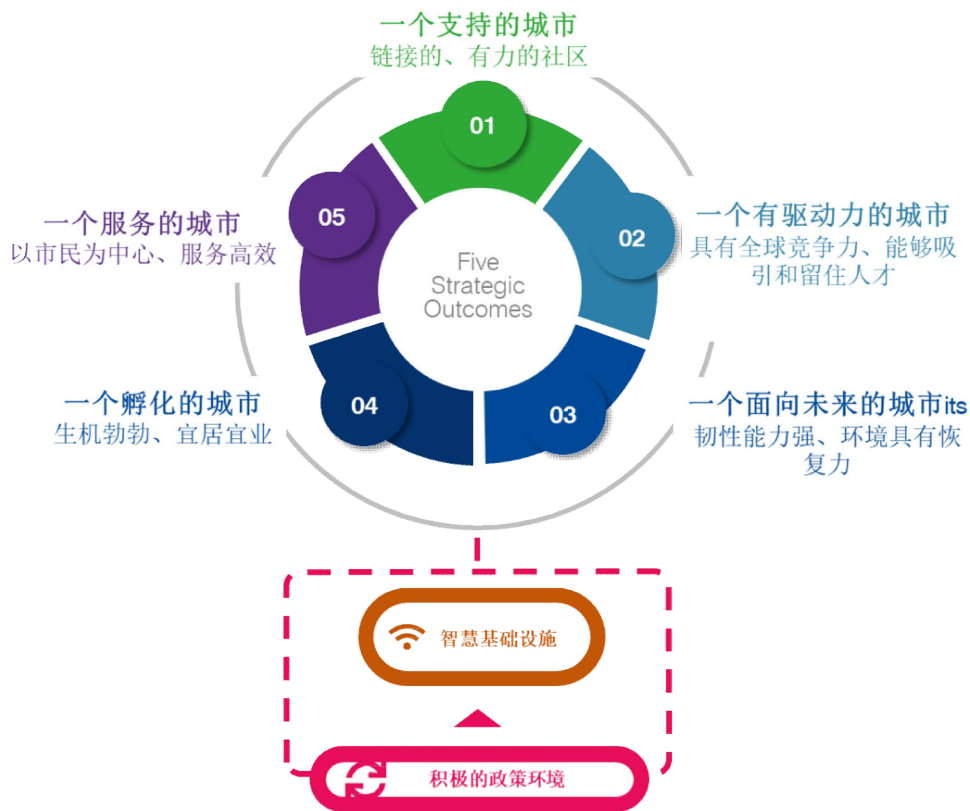 一个支持的城市
链接的、有力的社区
01
05
一个服务的城市
以市民为中心、服务高效
02
一个有驱动力的城市
具有全球竞争力、能够吸
引和留住人才
Five
Strategic
Outcomes
04
一个孵化的城市
生机勃勃、宜居宜业
03
一个面向未来的城市its
韧性能力强、环境具有恢
复力
智慧基础设施
积极的政策环境